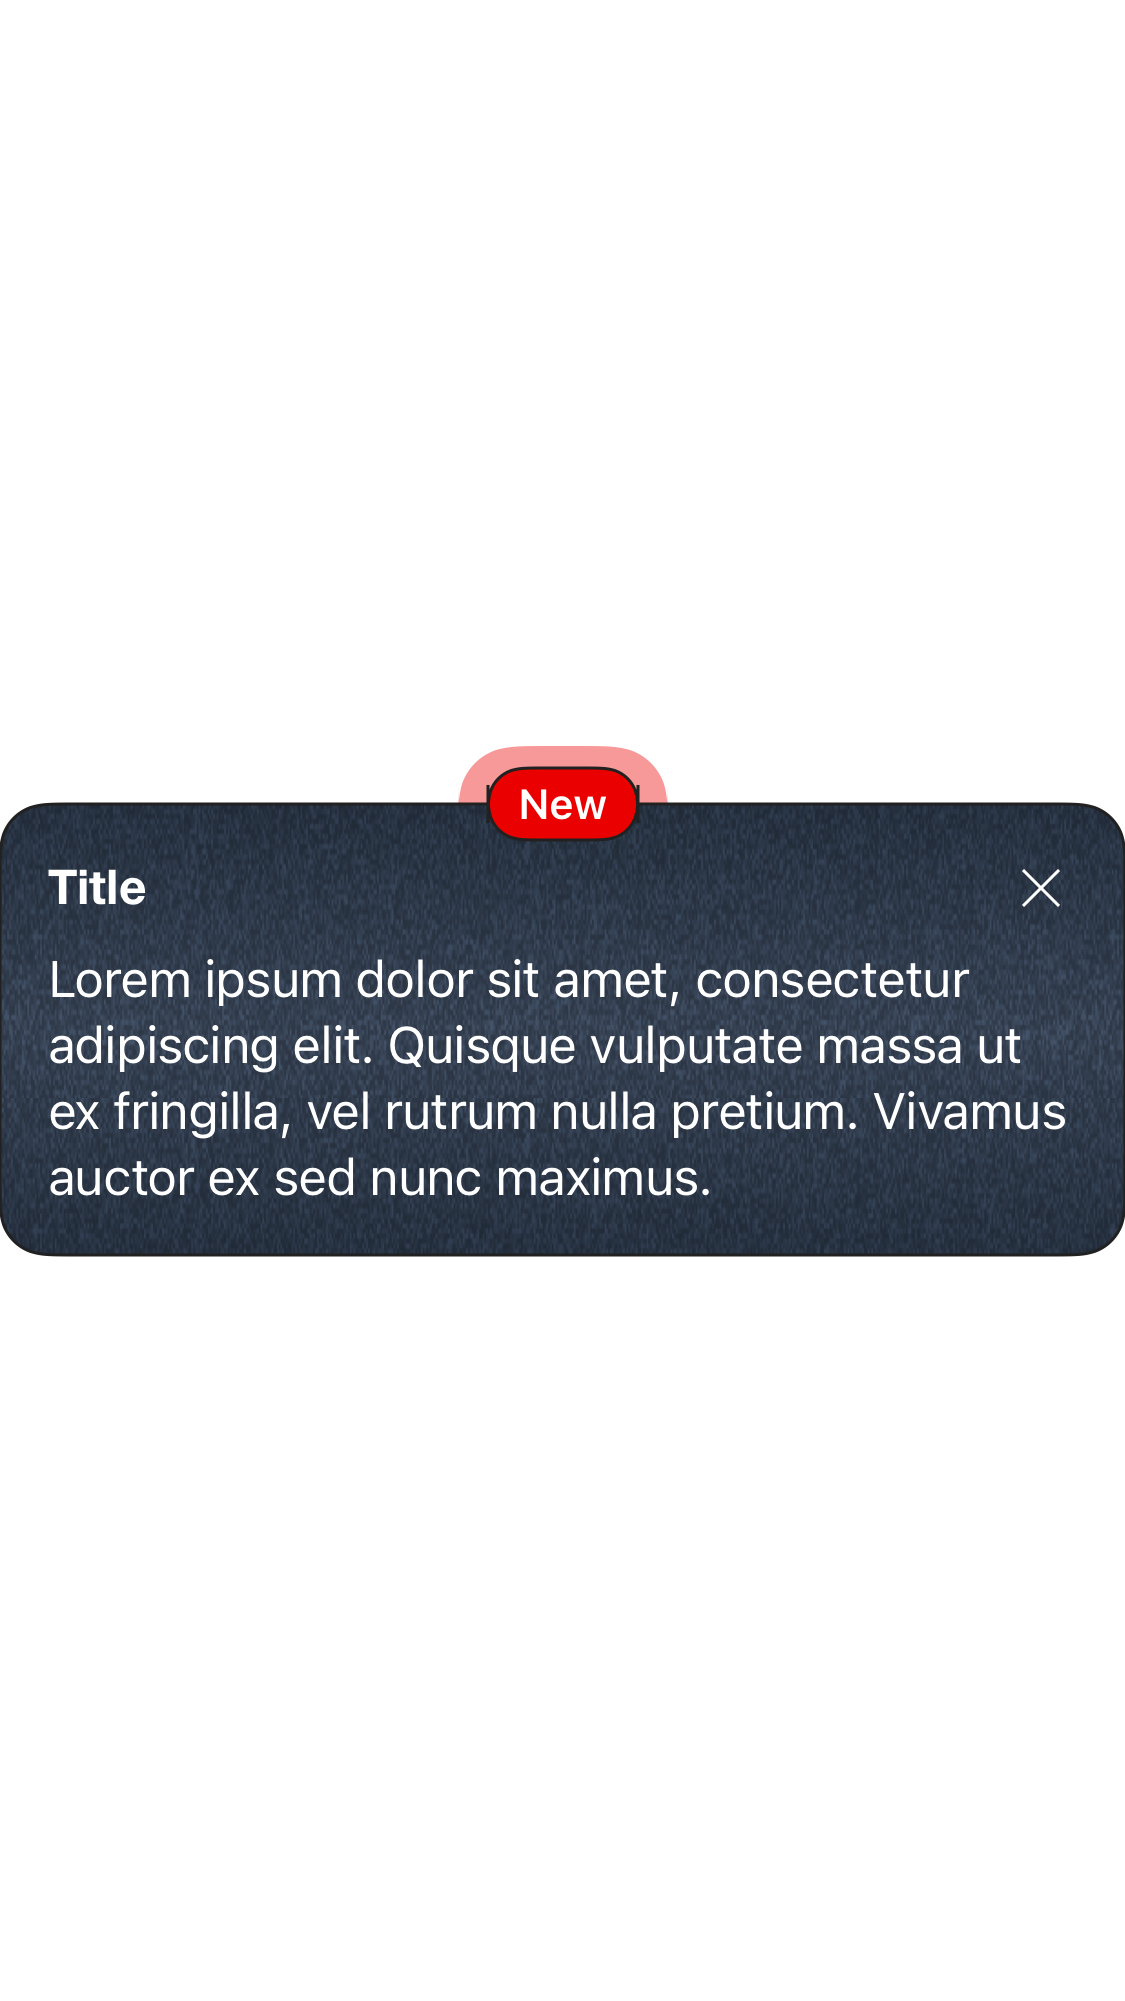 New
Title
Lorem ipsum dolor sit amet, consectetur
adipiscing elit. Quisque vulputate massa ut
ex fringilla, vel rutrum nulla pretium. Vivamus
auctor ex sed nunc maximus.